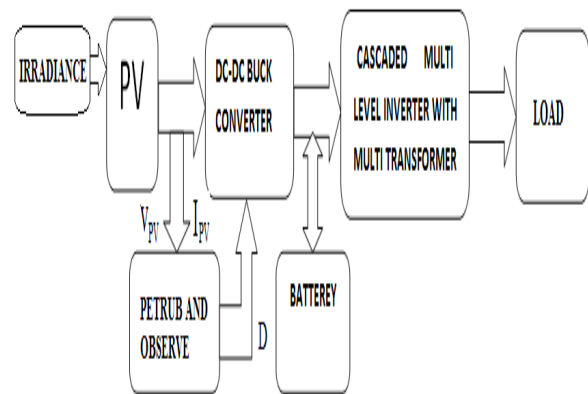 IRRADIANCE
PV
DC-DC BUCK
CONVERTER
CASCADED MULTI
LEVEL INVERTER WITH
MULTI TRANSFORMER
LOAD
VPV
IPV
PETRUB AND
OBSERVE
D
BATTEREY